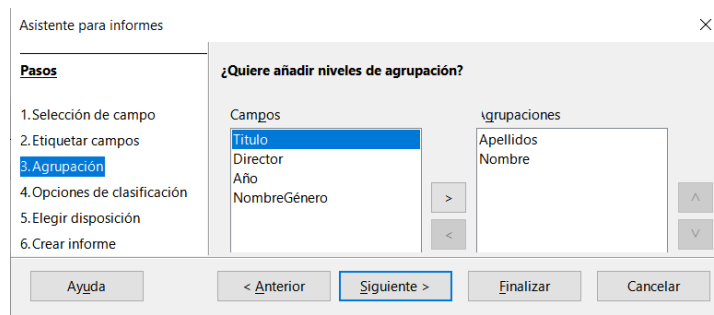 Asistente para informes
Pasos
¿Quiere añadir niveles de agrupación?
1.Selección de campo
2.Etiquetar campos
3.Agrupación
4.Opciones de clasificación
5.Elegir disposición
6.Crear informe
Campos
Titulo
Director
Año
NombreGénero
>
<
Agrupaciones
Apellidos
Nombre
Ayuda
< Anterior
Siguiente >
Finalizar
Cancelar